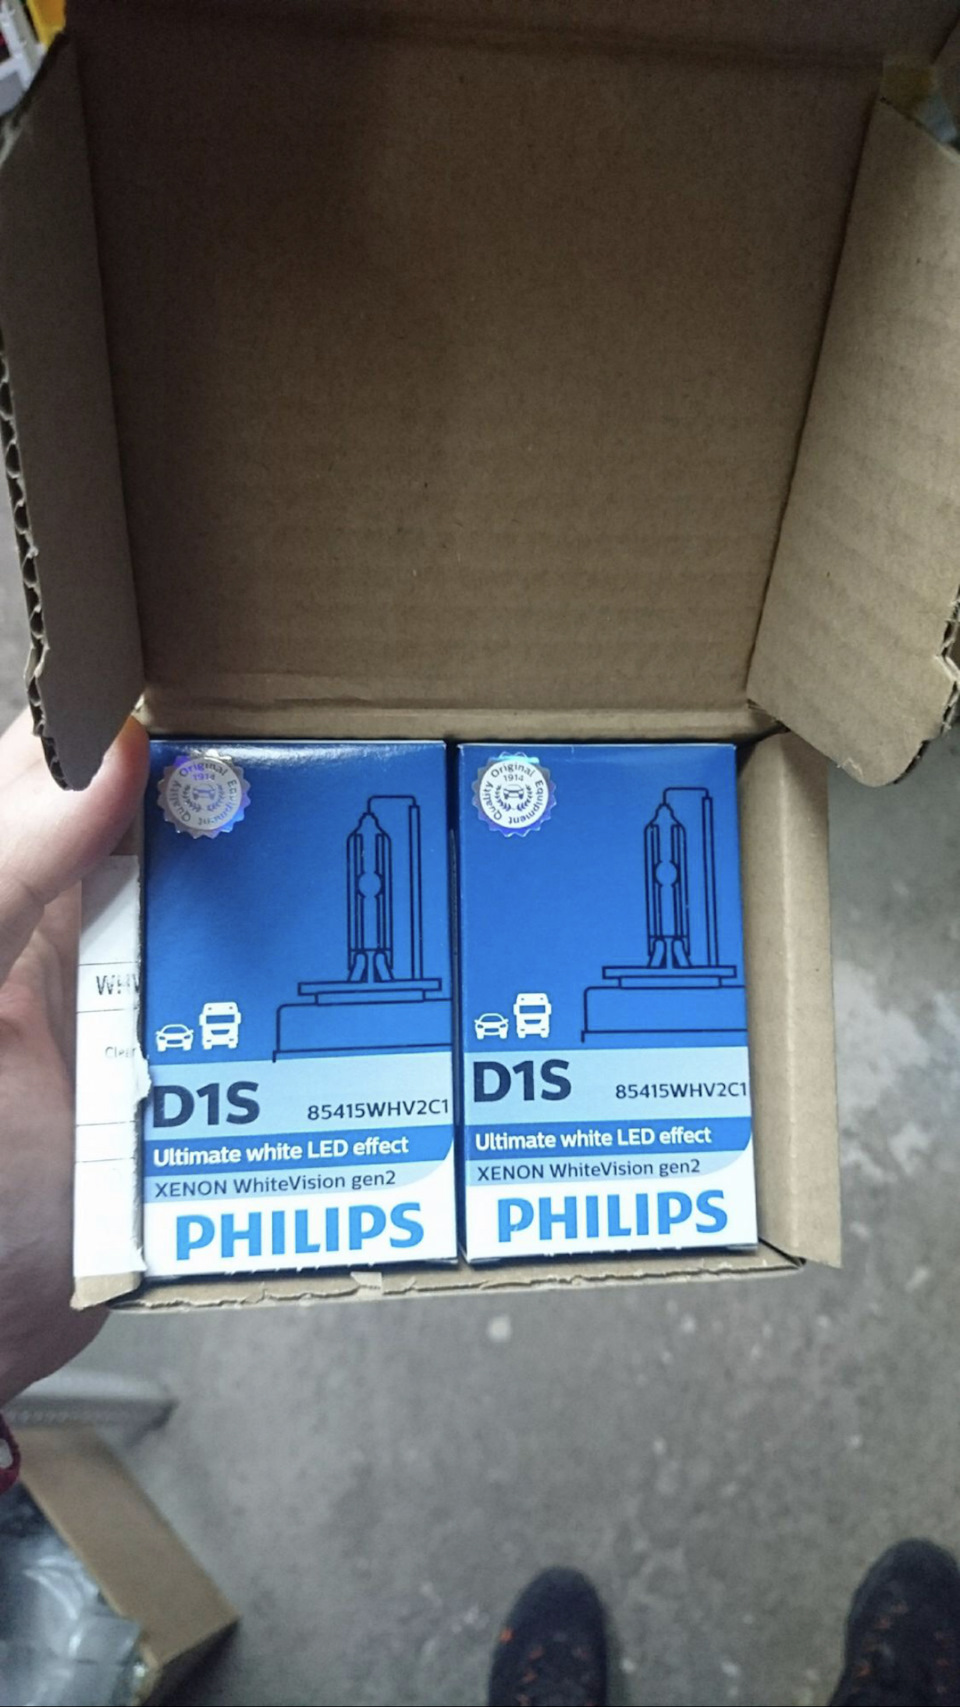 Quality Original Equipment
1914
D1S
85415WHV2C1
Ultimate white LED effect
XENON WhiteVision gen2
PHILIPS
Quality Original Equipment
1914
D1S
85415WHV2C1
Ultimate white LED effect
XENON WhiteVision gen2
PHILIPS